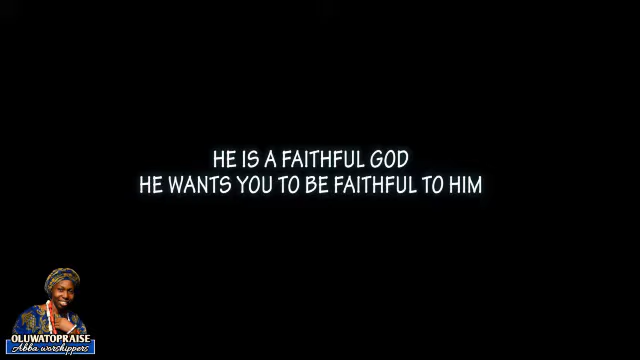 HE IS A FAITHFUL GOD
HE WANTS YOU TO BE FAITHFUL TO HIM
OLUWATOPRAISE
Abba worshippers